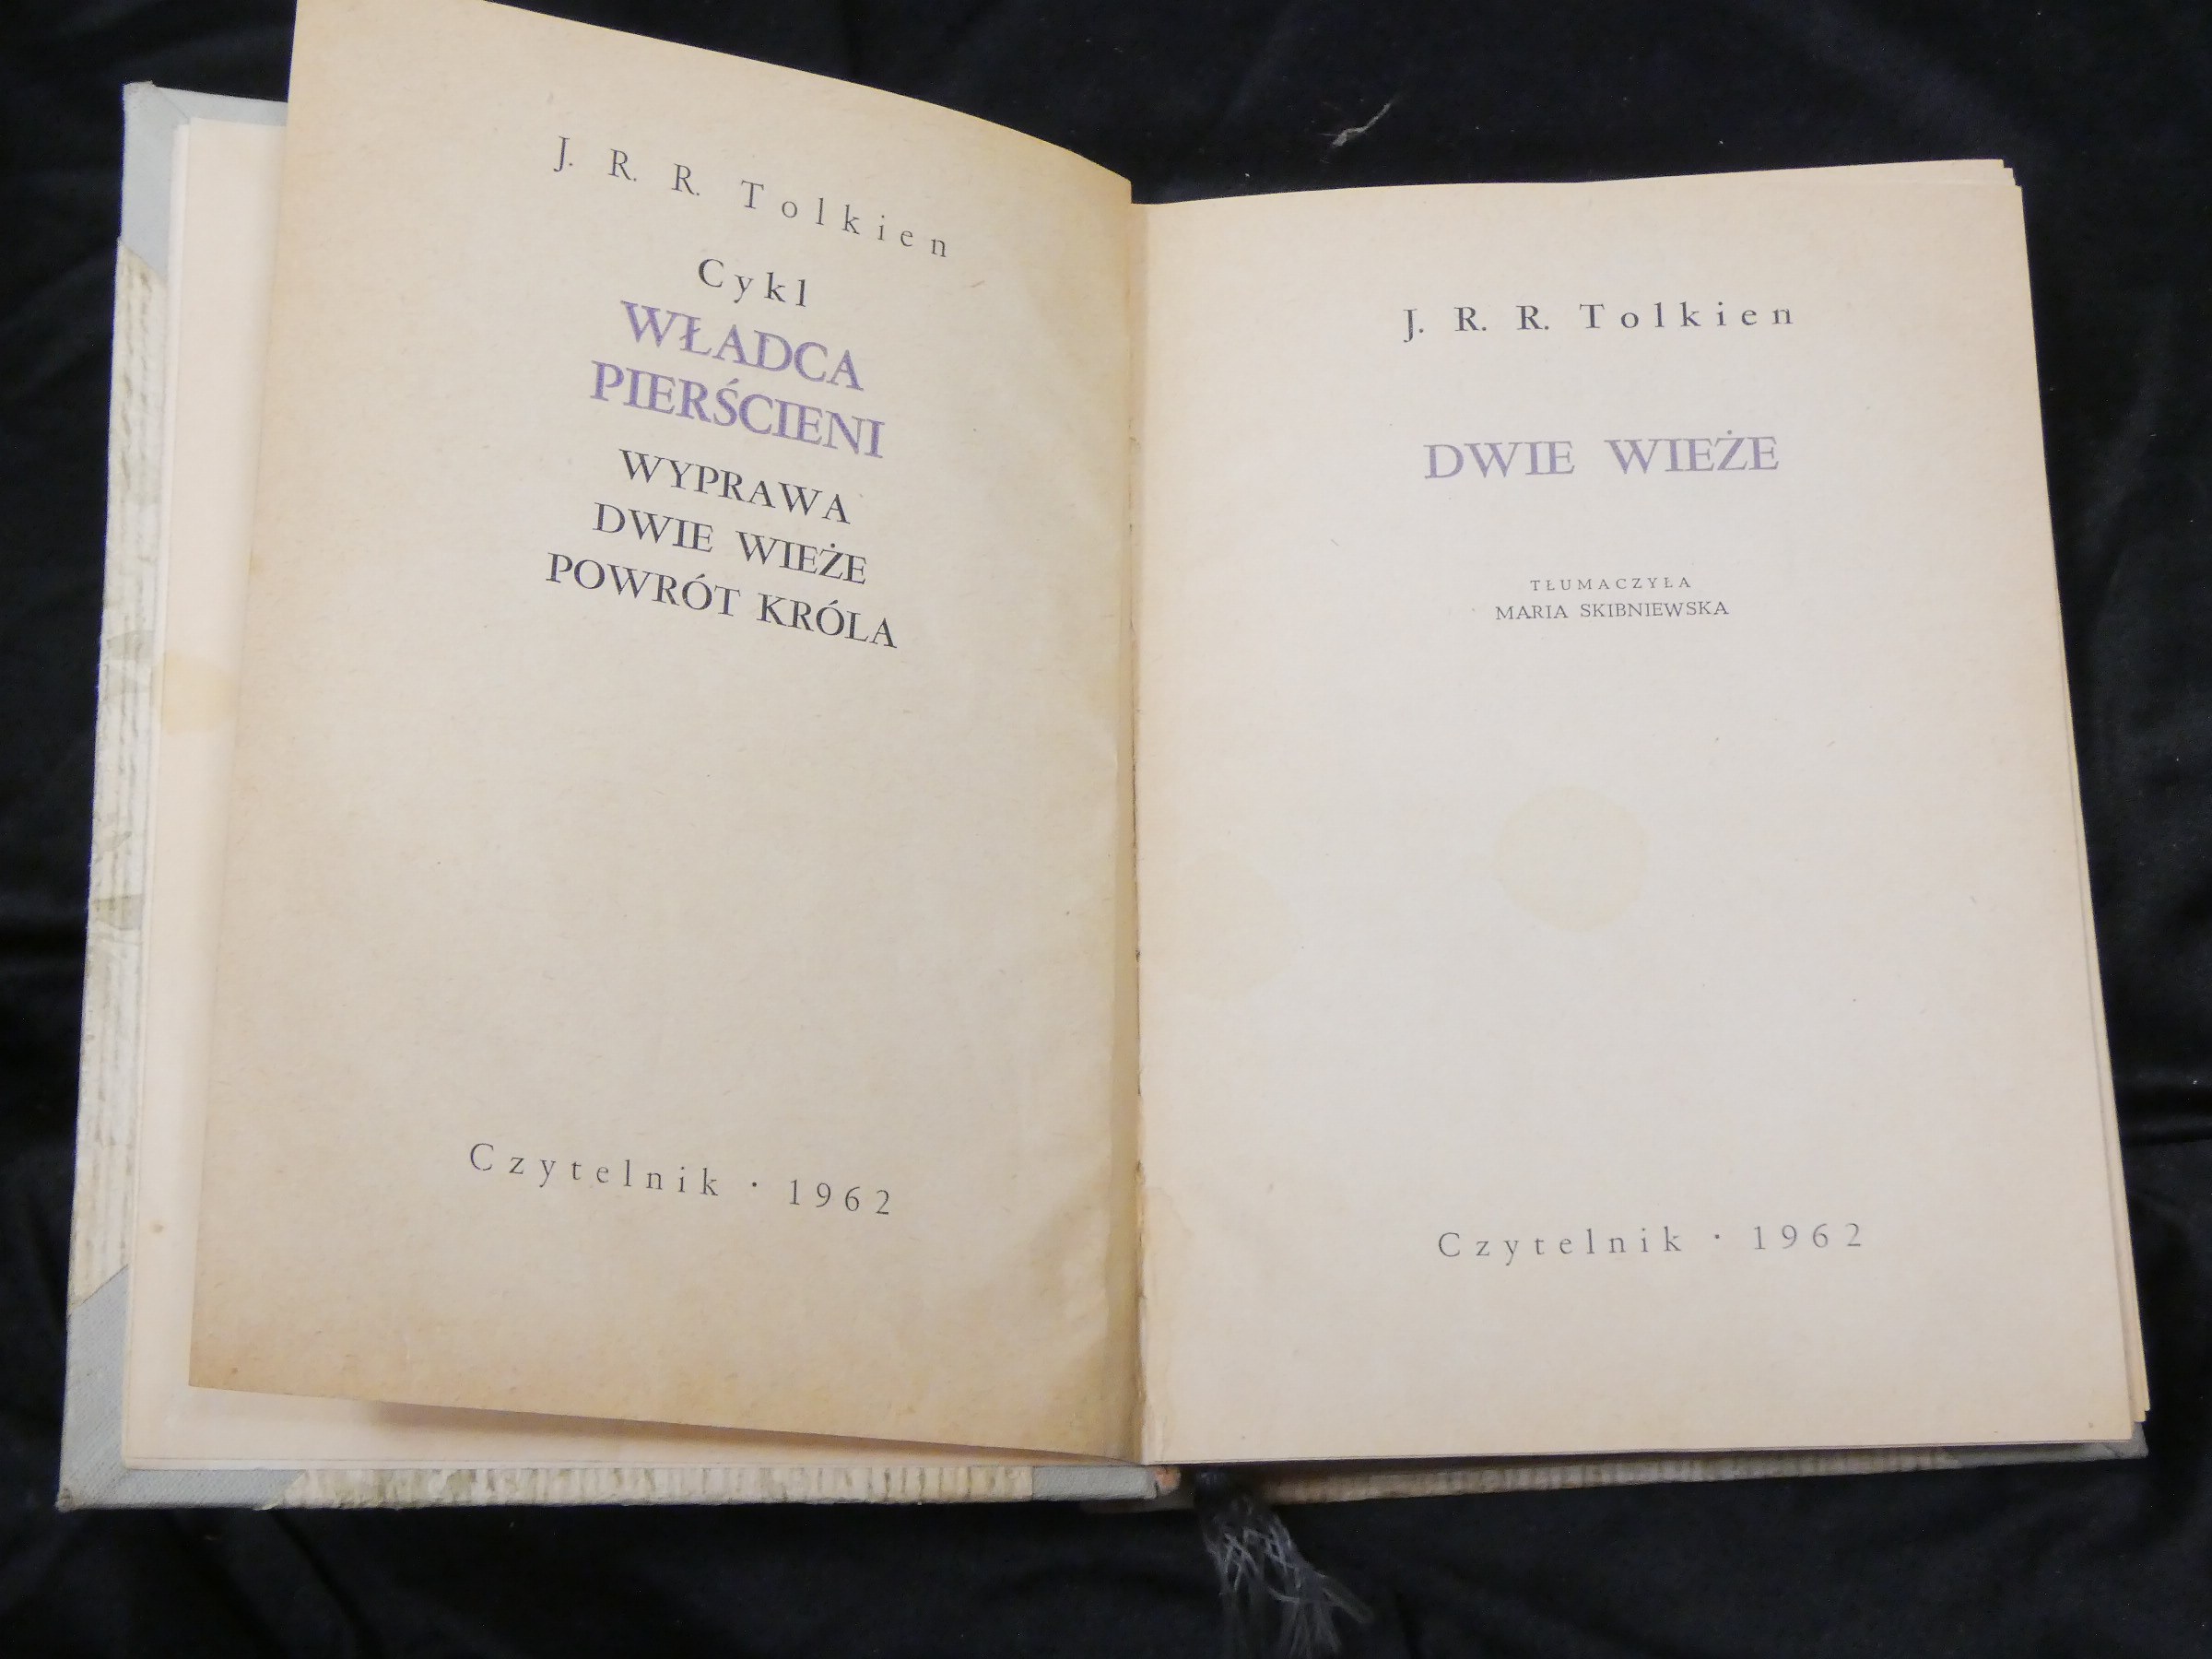 J. R. R. Tolkien
Cykl
WŁADCA
PIERŚCIENI
WYPRAWA
DWIE WIEŻE
POWRÓT KRÓLA
Czytelnik · 1962
J. R. R. Tolkien
DWIE WIEŻE
TŁUMACZYŁA
MARIA SKIBNIEWSKA
Czytelnik · 1962